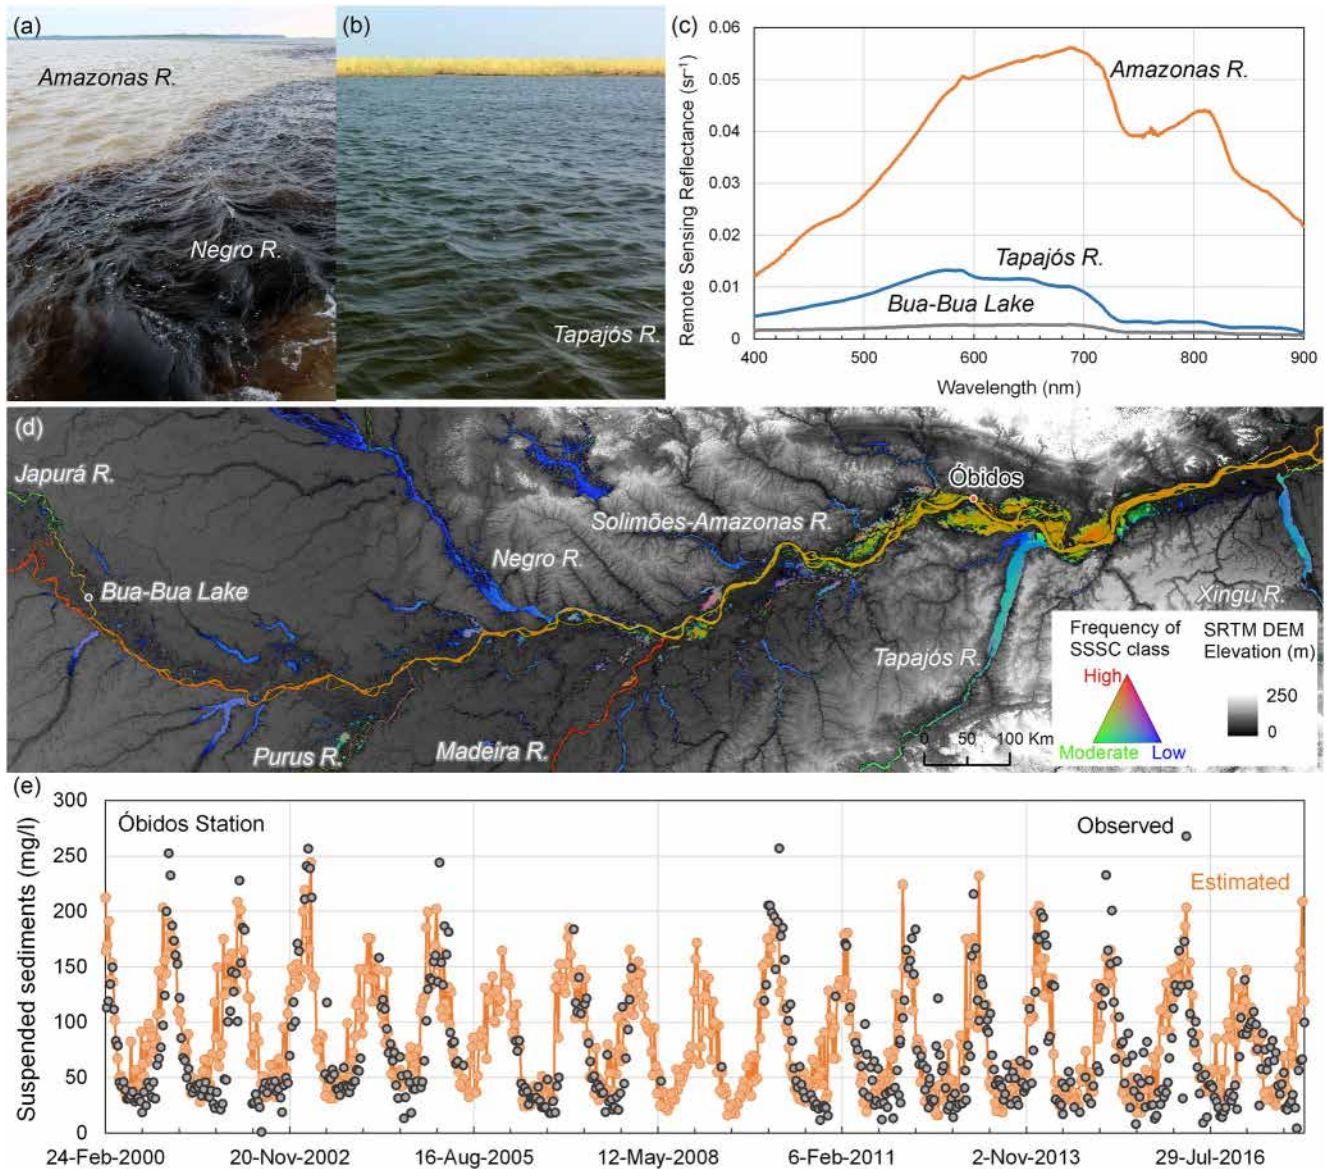 (a)
Amazonas R.
Negro R.
(b)
Tapajós R.
(c)
Remote Sensing Reflectance (sr⁻¹)
0.06
0.05
0.04
0.03
0.02
0.01
0
Amazonas R.
Tapajós R.
Bua-Bua Lake
400 500 600 700 800 900
Wavelength (nm)
(d)
Japurá R.
Bua-Bua Lake
Purus R.
Negro R.
Solimões-Amazonas R.
Madeira R.
Óbidos
Tapajós R.
Xingu R.
0 50 100 Km
Frequency of
SSSC class
High
Moderate Low
SRTM DEM
Elevation (m)
250
0
(e)
Suspended sediments (mg/l)
300
250
200
150
100
50
0
Óbidos Station
Observed
Estimated
24-Feb-2000 20-Nov-2002 16-Aug-2005 12-May-2008 6-Feb-2011 2-Nov-2013 29-Jul-2016